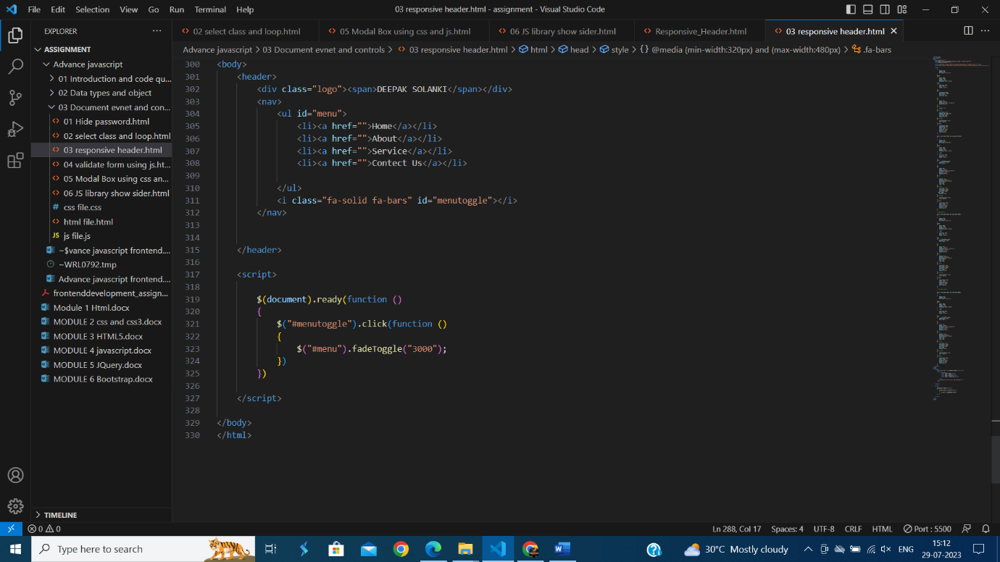 File Edit Selection View Go Run Terminal Help 03 responsive header.html - assignment - Visual Studio Code
EXPLORER
ASSIGNMENT
Advance javascript
01 Introduction and code qu...
02 Data types and object
03 Document evnet and con...
01 Hide password.html
02 select class and loop.html
03 responsive header.html
04 validate form using js.ht...
05 Modal Box using css an...
06 JS library show sider.html
# css file.css
html file.html
JS js file.js
~$vance javascript frontend....
~WRL0792.tmp
Advance javascript frontend....
frontenddevelopment_assign...
Module 1 Html.docx
MODULE 2 css and css3.docx
MODULE 3 HTML5.docx
MODULE 4 javascript.docx
MODULE 5 JQuery.docx
MODULE 6 Bootstrap.docx
TIMELINE
02 select class and loop.html 05 Modal Box using css and js.html 06 JS library show sider.html Responsive_Header.html 03 responsive header.html
Advance javascript > 03 Document evnet and controls > 03 responsive header.html > html > head > style > {} @media (min-width:320px) and (max-width:480px) > .fa-bars
300 <body>
301 <header>
302 <div class="logo"><span>DEEPAK SOLANKI</span></div>
303 <nav>
304 <ul id="menu">
305 <li><a href="">Home</a></li>
306 <li><a href="">About</a></li>
307 <li><a href="">Service</a></li>
308 <li><a href="">Contect Us</a></li>
309
310 </ul>
311 <i class="fa-solid fa-bars" id="menutoggle"></i>
312 </nav>
313
314
315 </header>
316
317 <script>
318
319 $(document).ready(function ()
320 {
321 $("#menutoggle").click(function ()
322 {
323 $("#menu").fadeToggle("3000");
324 })
325 })
326
327 </script>
328
329 </body>
330 </html>
0 0 Ln 288, Col 17 Spaces: 4 UTF-8 CRLF HTML Port : 5500
Type here to search 30°C Mostly cloudy ENG 15:12
29-07-2023